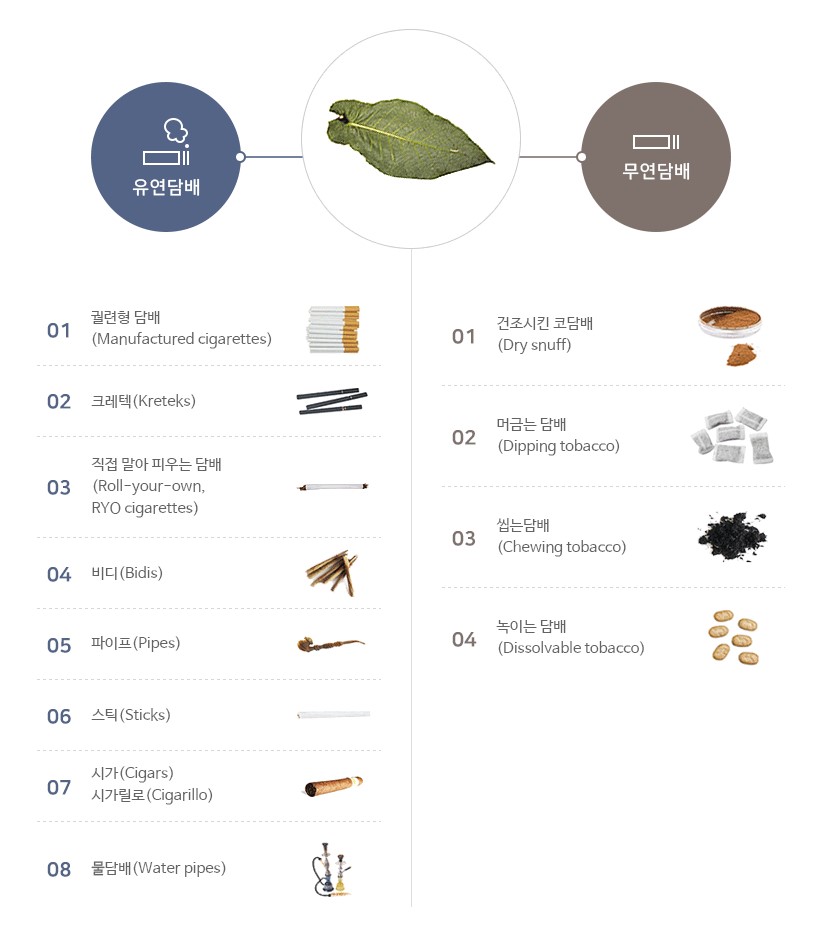 유연담배
무연담배
01
궐련형 담배
(Manufactured cigarettes)
02
크레텍(Kreteks)
03
직접 말아 피우는 담배
(Roll-your-own,
RYO cigarettes)
04
비디(Bidis)
05
파이프(Pipes)
06
스틱(Sticks)
07
시가(Cigars)
시가릴로(Cigarillo)
08
물담배(Water pipes)
01
건조시킨 코담배
(Dry snuff)
02
머금는 담배
(Dipping tobacco)
03
씹는담배
(Chewing tobacco)
04
녹이는 담배
(Dissolvable tobacco)